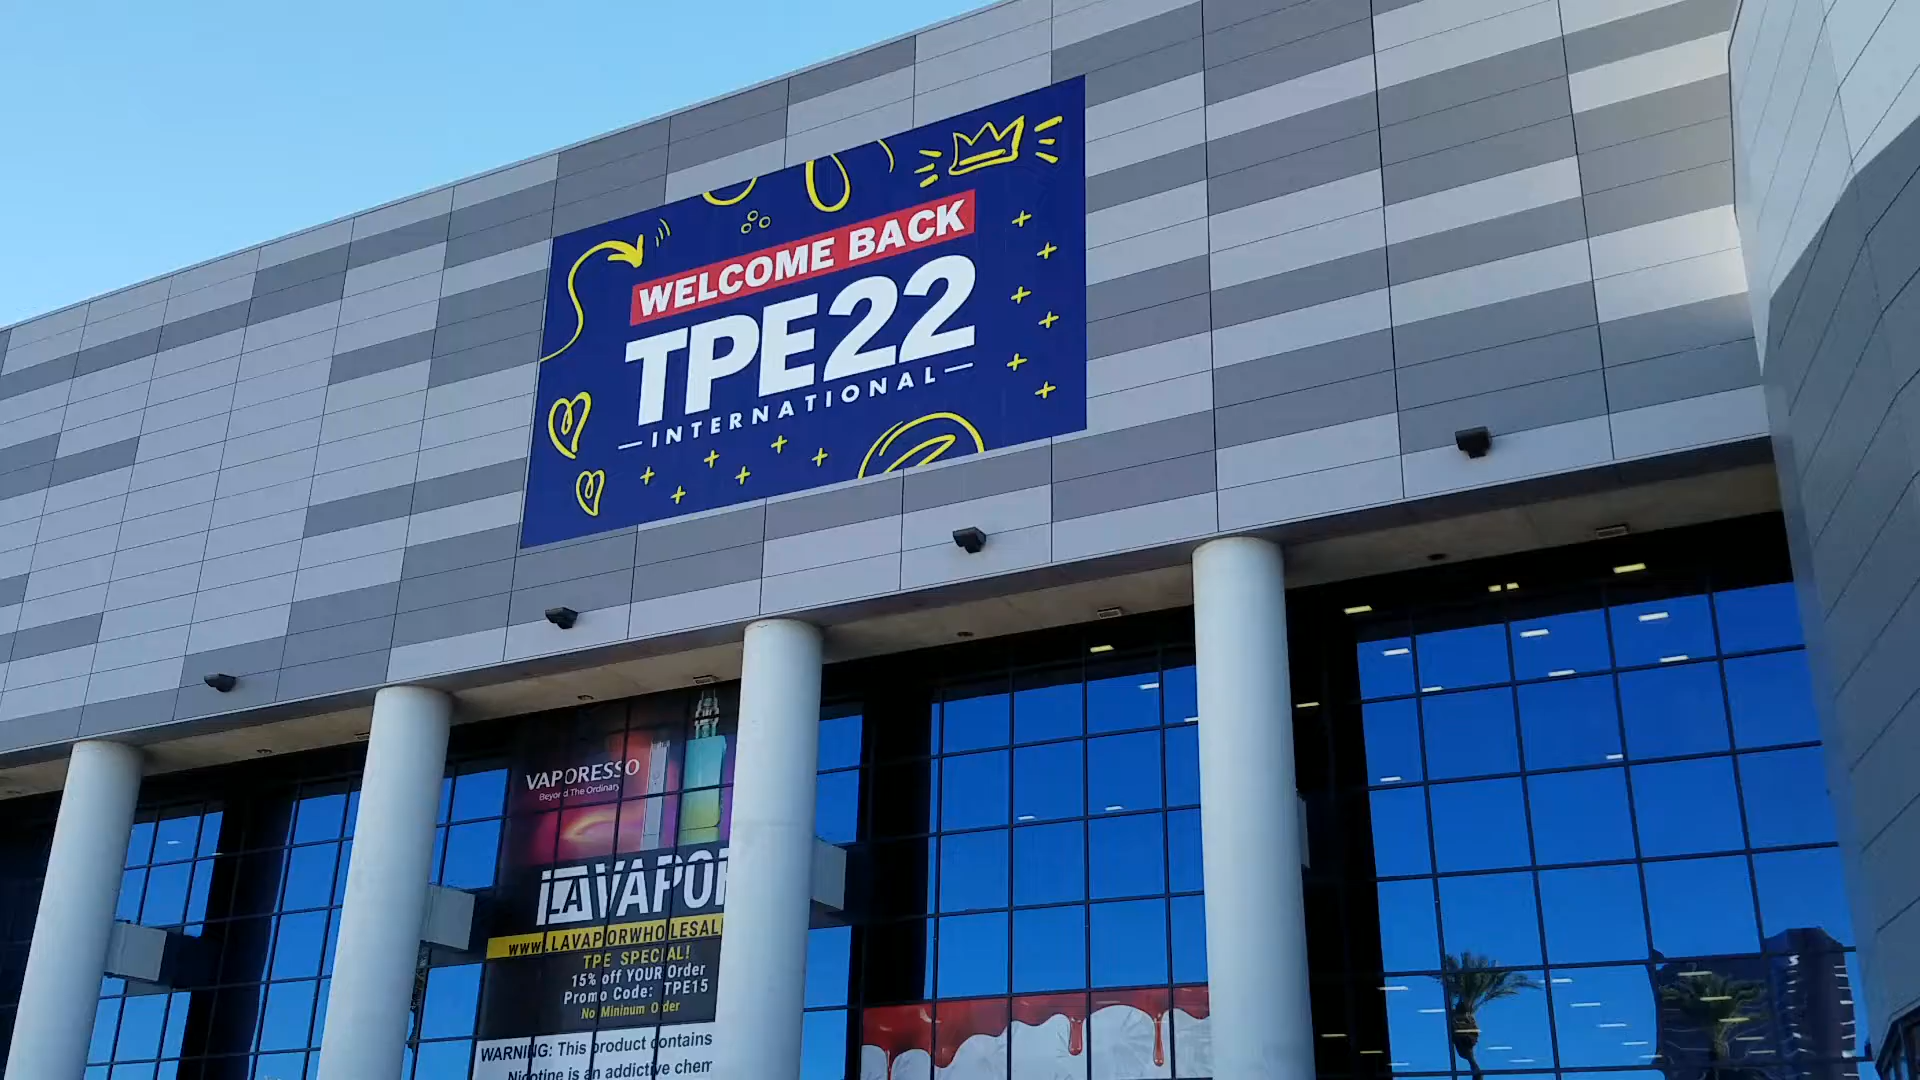 WELCOME BACK
TPE22
INTERNATIONAL
VAPORESSO
Beyond The Ordinary
LAVAPOR
www.LAVAPORWHOLESAL
TPE SPECIAL!
15% off YOUR Order
Promo Code: TPE15
No Mininum Order
WARNING: This product contains
Nicotine is an addictive chem